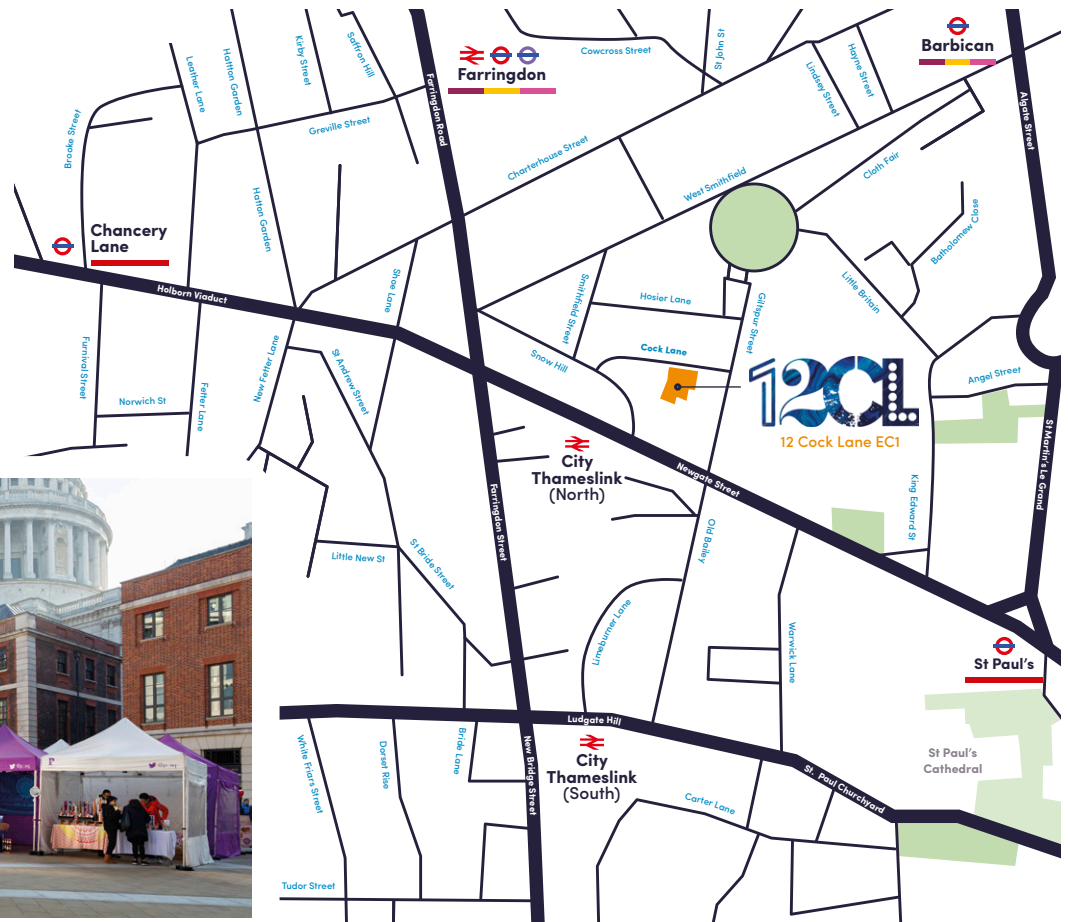 Leather Lane
Hattton Garden
Kirby Street
Saffron Hill
Farringdon Road
Farringdon
Cowcross Street
St John St
Barbican
Lindsey Street
Hayne Street
Algate Street
Brooke Street
Greville Street
Charterhouse Street
West Smithfield
Cloth Fair
Batholomew Close
Hatton Garden
Chancery
Lane
Holborn Viaduct
Shoe Lane
Smithfield Street
Hosier Lane
Giltspur Street
Little Britain
Furnival Street
Norwich St
Fetter Lane
New Fetter Lane
St Andrew Street
Snow Hill
Cock Lane
12CL
12 Cock Lane EC1
Angel Street
St Martin's Le Grand
City
Thameslink
(North)
Newgate Street
King Edward St
Farringdon Street
Old Bailey
Little New St
St Bride Street
Limeburner Lane
Warwick Lane
St Paul's
Ludgate Hill
City
Thameslink
(South)
New Bridge Street
White Friars Street
Dorset Rise
Bride Lane
St. Paul Churchyard
St Paul's
Cathedral
Carter Lane
Tudor Street